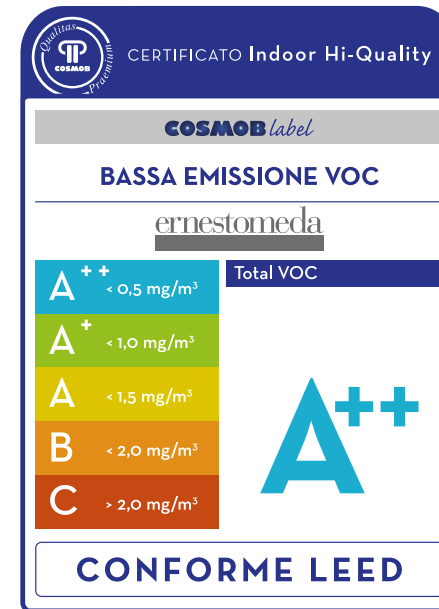 Qualitas
COSMOB
Praemium
CERTIFICATO Indoor Hi-Quality
COSMOB label
BASSA EMISSIONE VOC
ernestomeda
A++ < 0,5 mg/m³
Total VOC
A+ < 1,0 mg/m³
A < 1,5 mg/m³
B < 2,0 mg/m³
C > 2,0 mg/m³
A++
CONFORME LEED